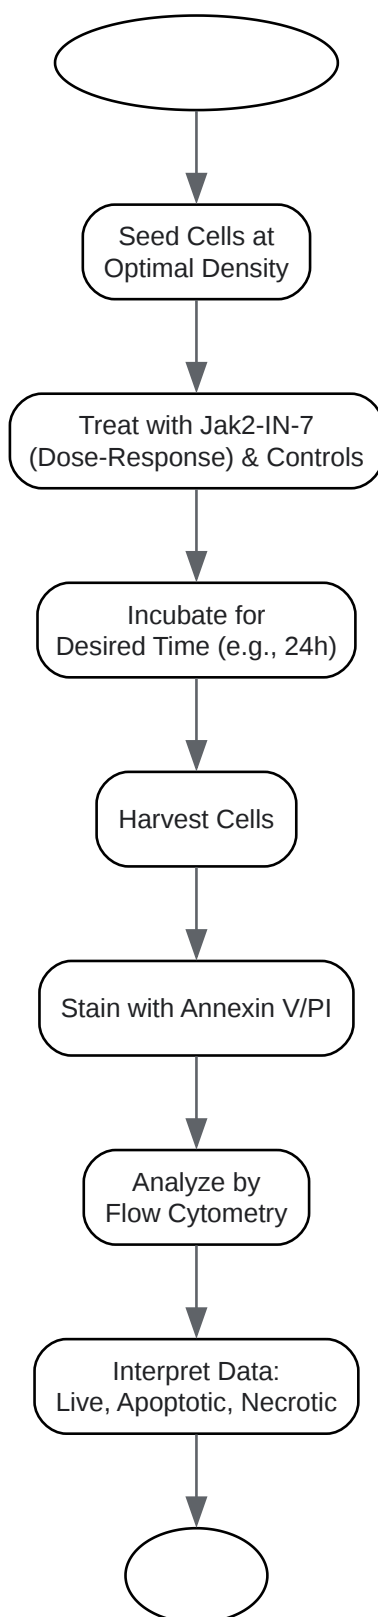 Seed Cells at
Optimal Density
Treat with Jak2-IN-7
(Dose-Response) & Controls
Incubate for
Desired Time (e.g., 24h)
Harvest Cells
Stain with Annexin V/PI
Analyze by
Flow Cytometry
Interpret Data:
Live, Apoptotic, Necrotic